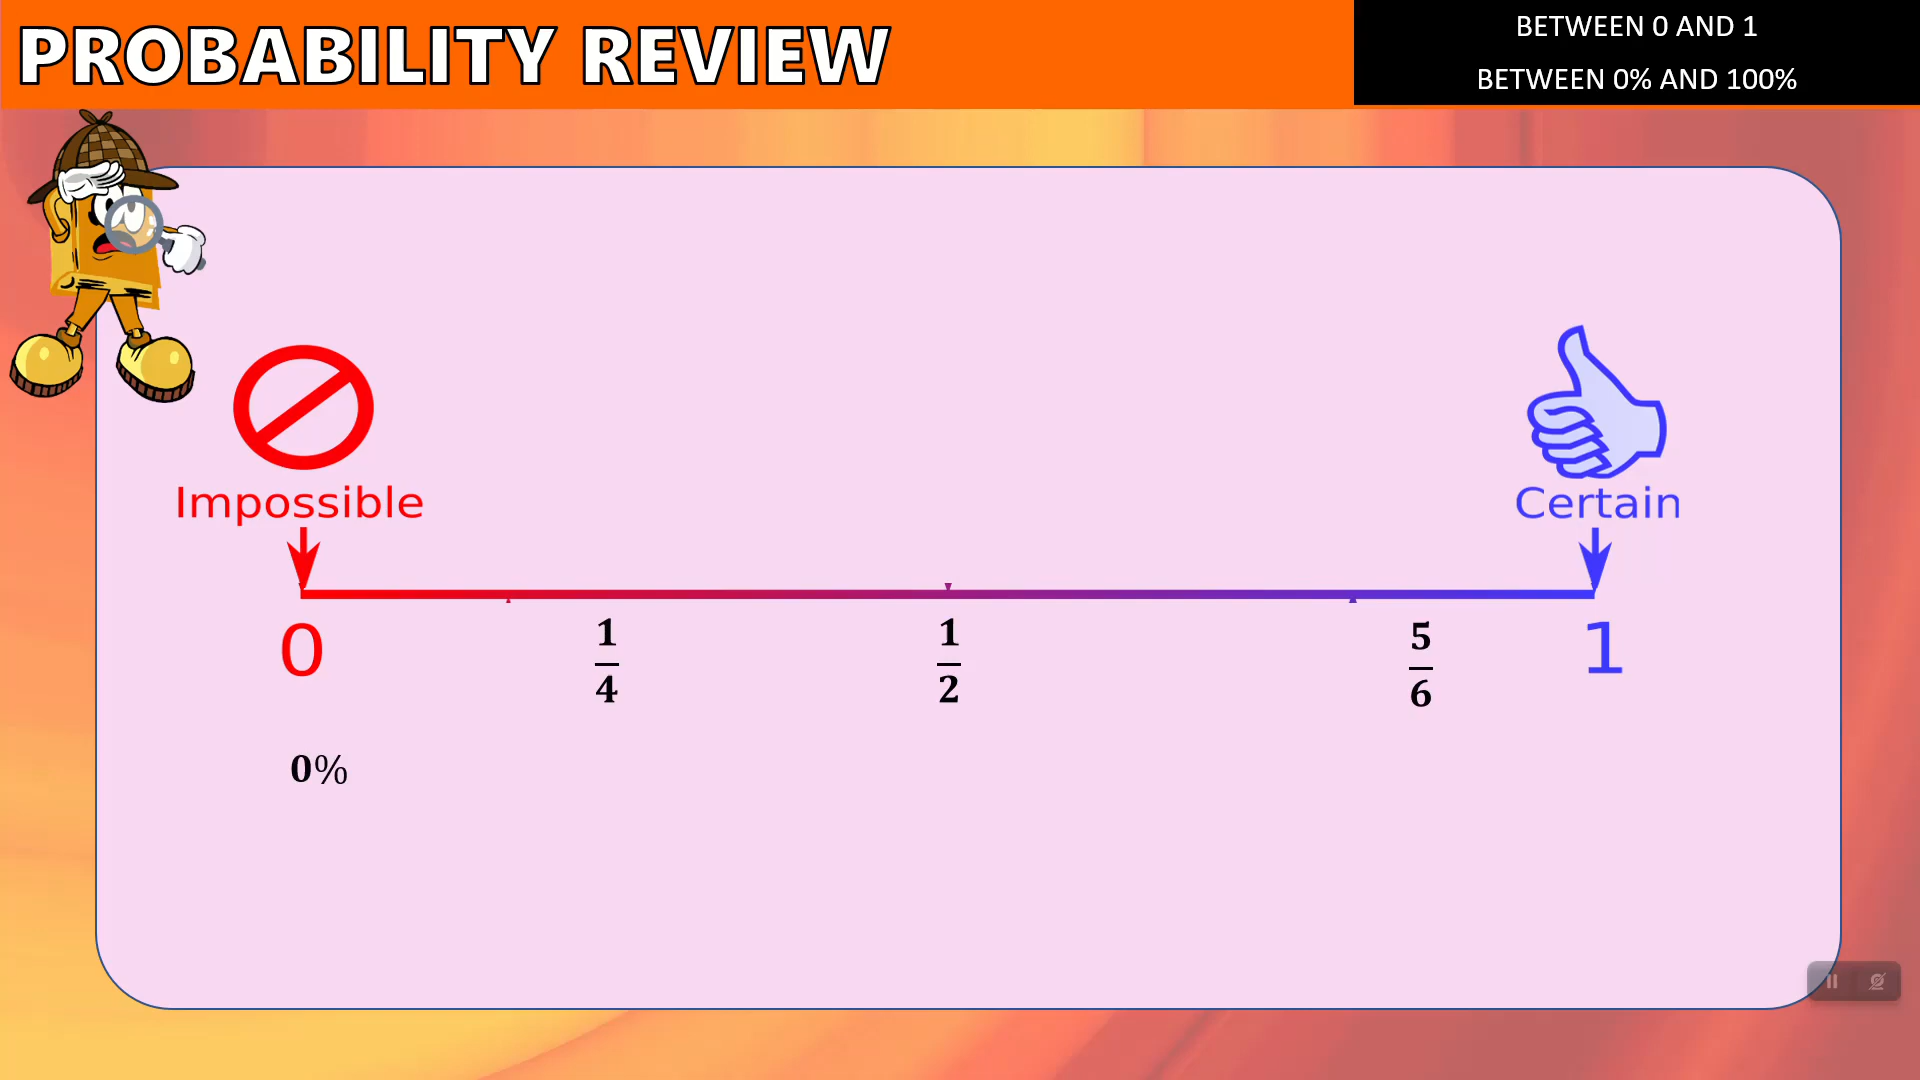 PROBABILITY REVIEW
BETWEEN 0 AND 1
BETWEEN 0% AND 100%
Impossible
Certain
0 1/4 1/2 5/6 1
0%